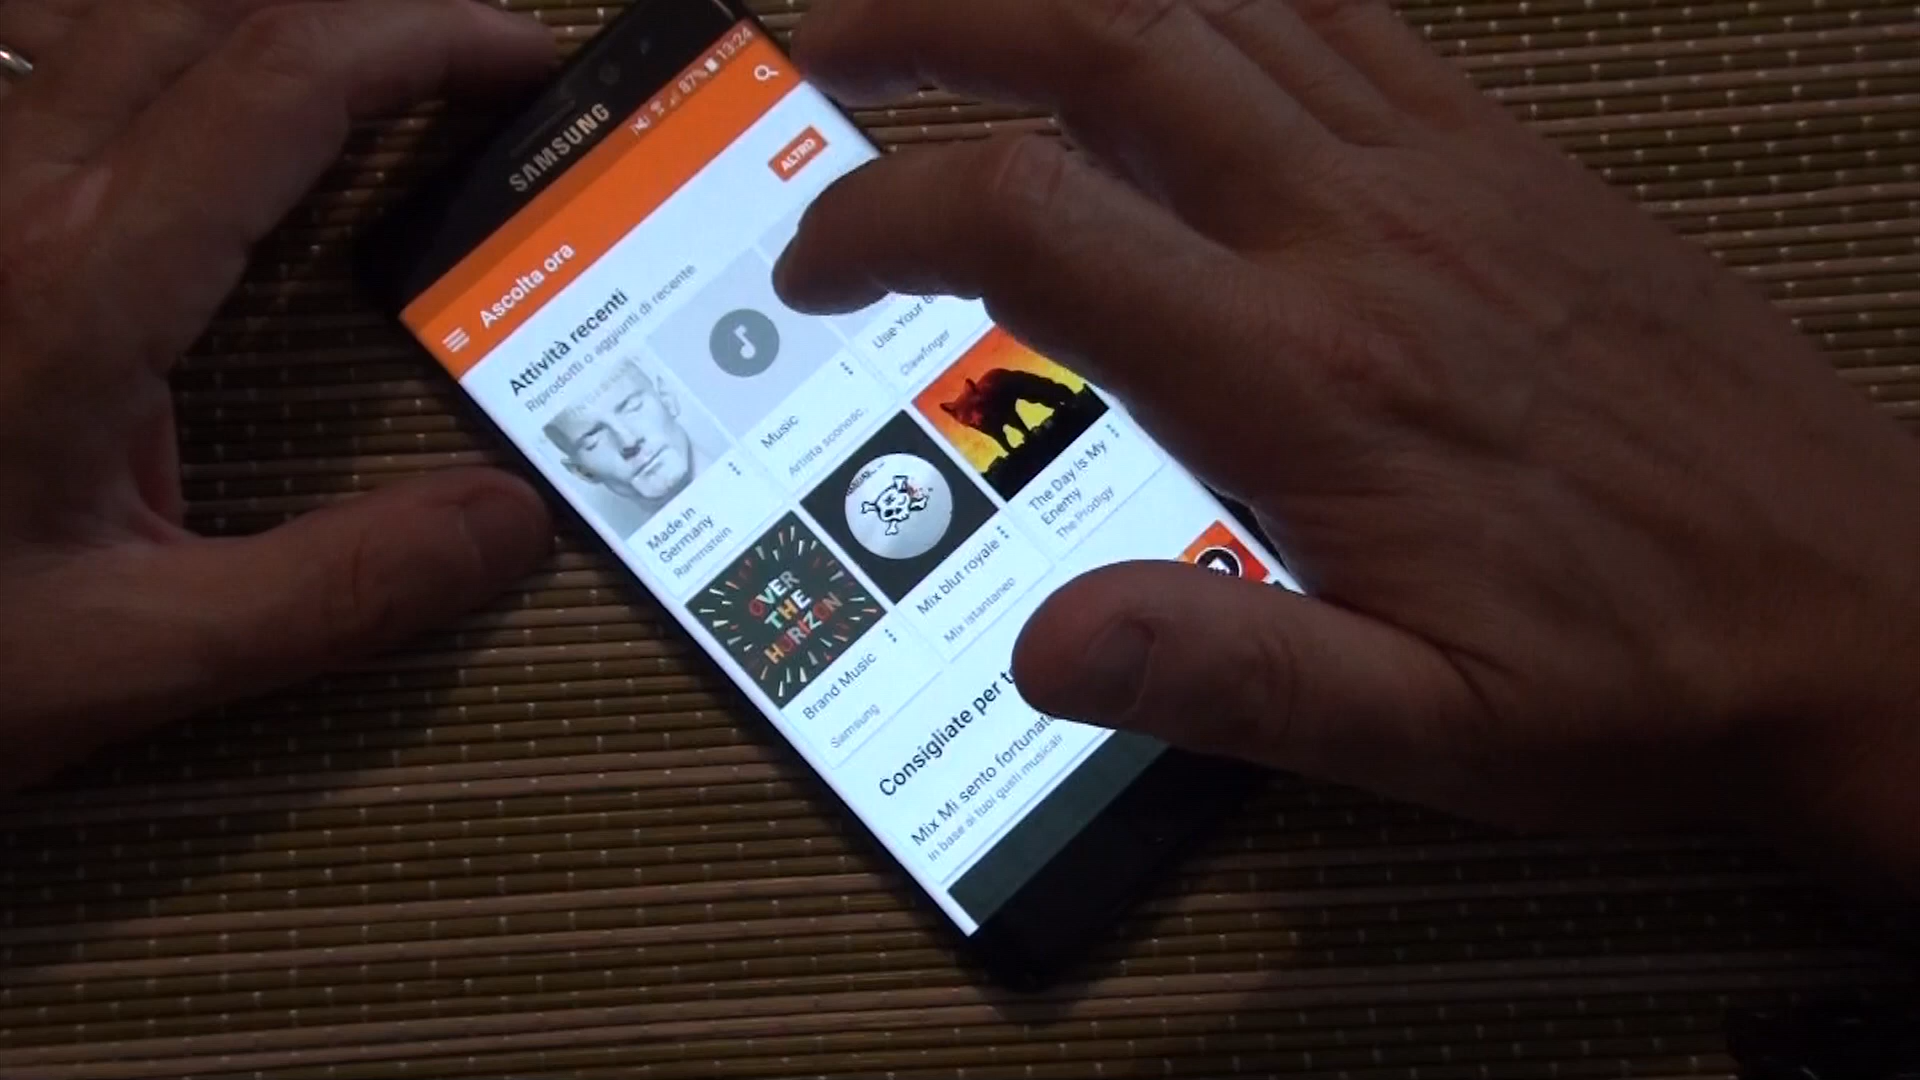 SAMSUNG
87% 13:24
Ascolta ora
Attività recenti
Riprodotti o aggiunti di recente
ALTRO
Made in
Germany
Rammstein
Music
Artista sconosc..
Use Your
Clawfinger
OVER
THE
HORIZON
Brand Music
Samsung
Mix blut royale
Mix istantaneo
The Day Is My
Enemy
The Prodigy
Consigliate per
Mix Mi sento fortunat
In base ai tuoi gusti musicali